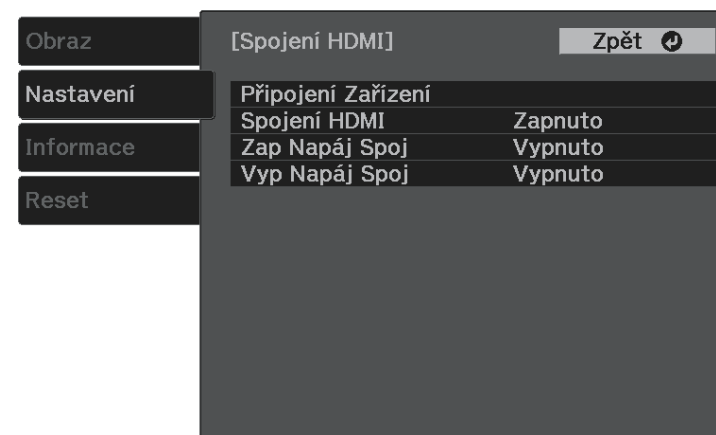 Obraz
Nastavení
Informace
Reset
[Spojení HDMI]
Zpět
Připojení Zařízení
Spojení HDMI Zapnuto
Zap Napáj Spoj Vypnuto
Vyp Napáj Spoj Vypnuto